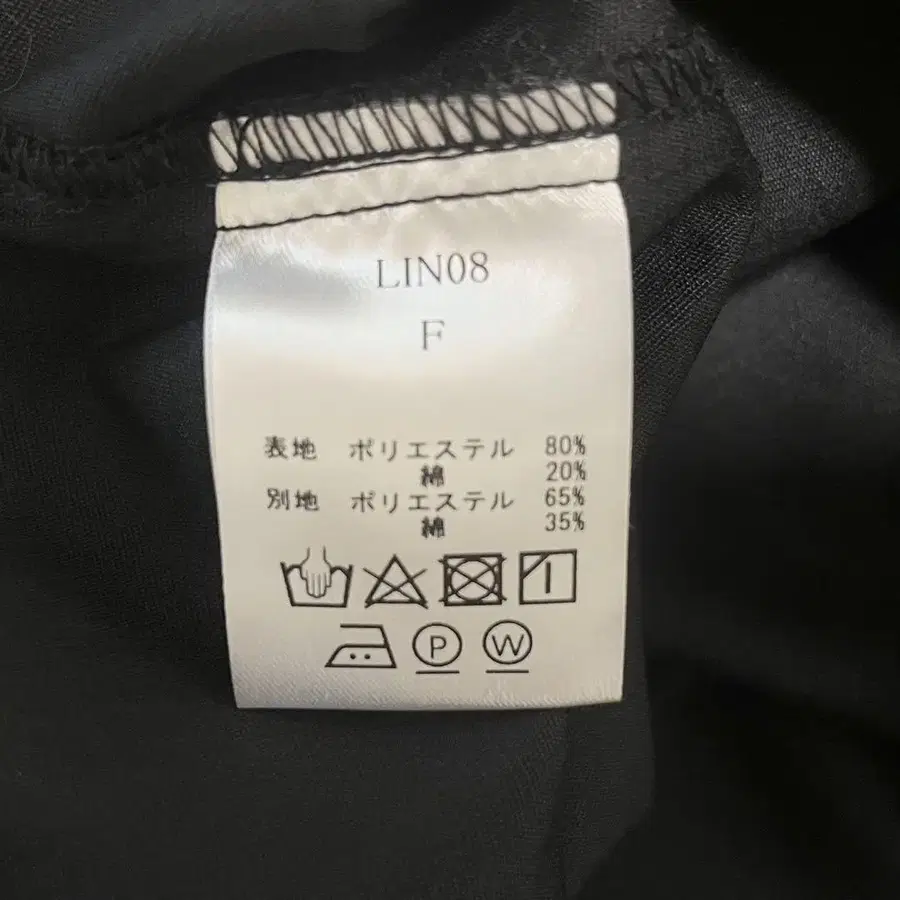 LIN08
F
表地 ポリエステル 80%
綿 20%
別地 ポリエステル 65%
綿 35%
P W